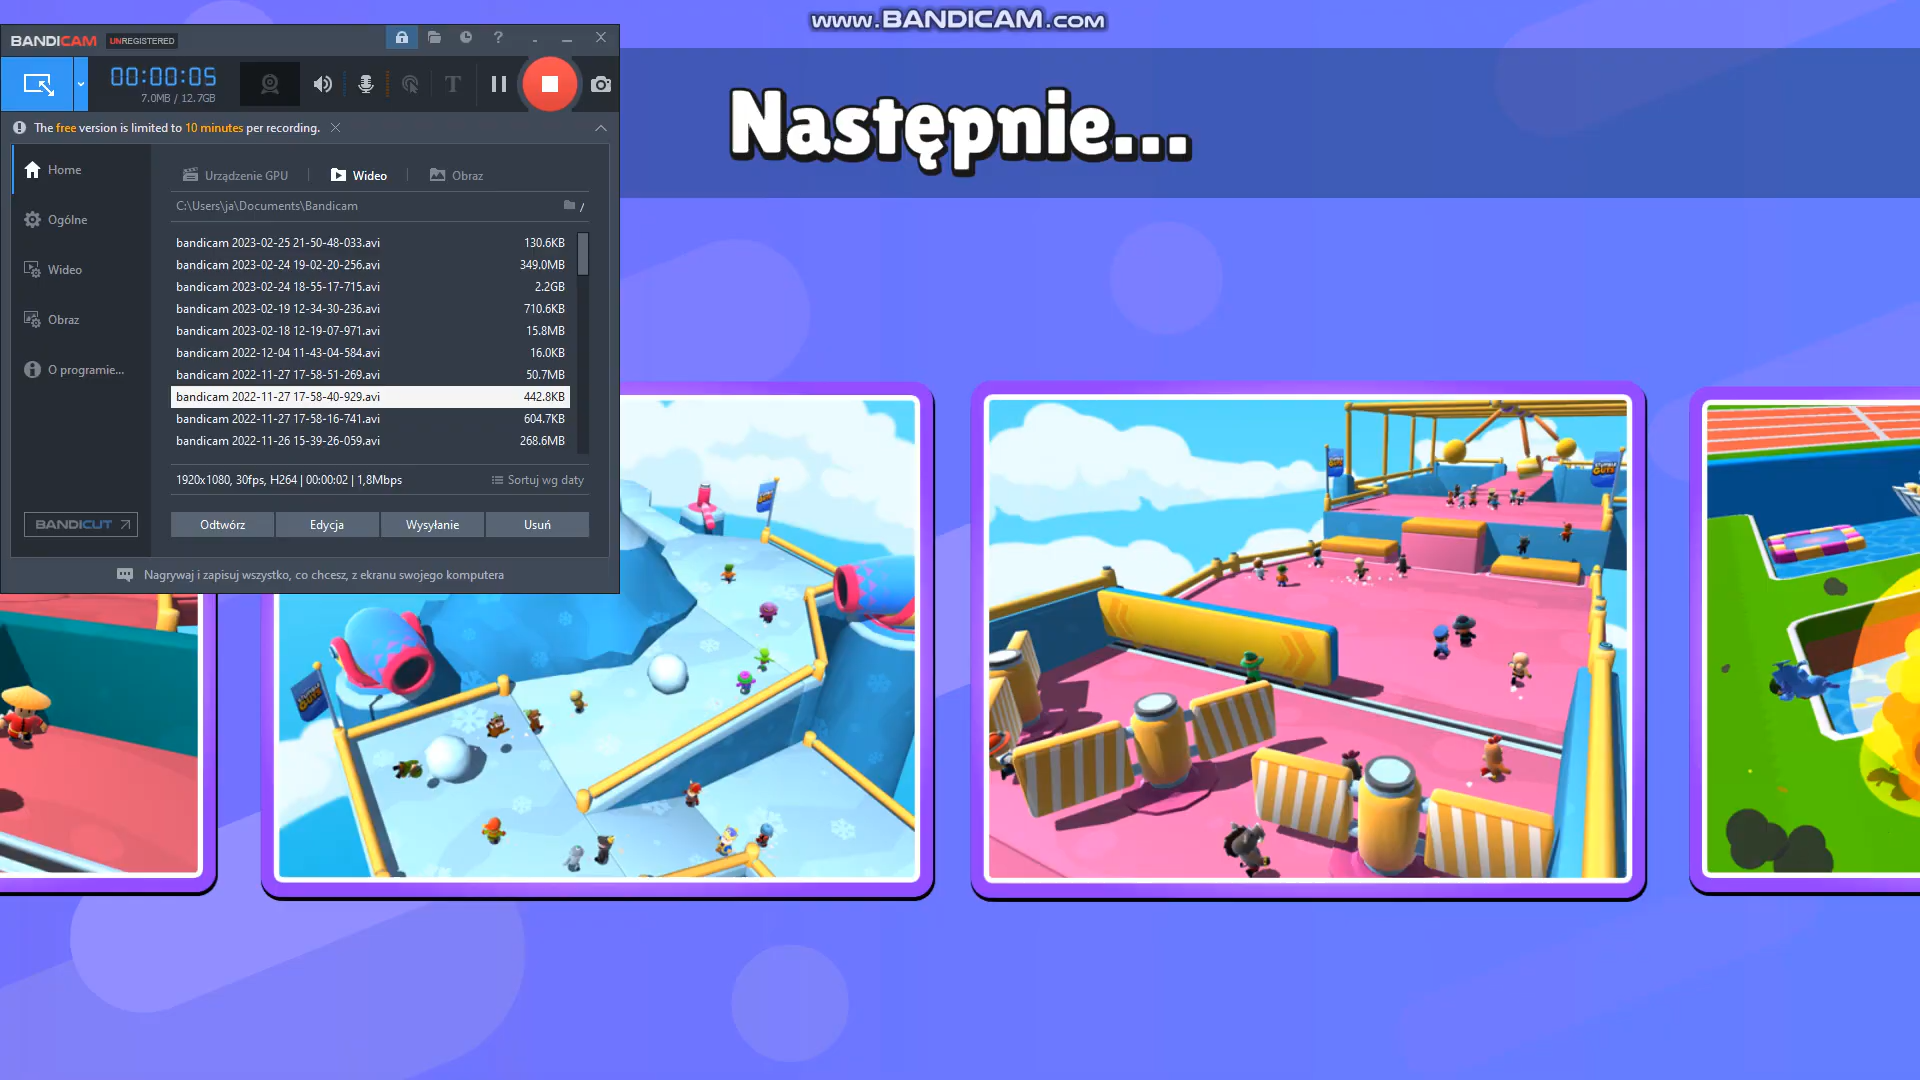 www.BANDICAM.com
BANDICAM UNREGISTERED
?
00:00:05
7.0MB / 12.7GB
T
The free version is limited to 10 minutes per recording.
Następnie...
Home
Ogólne
Wideo
Obraz
O programie...
BANDICUT
Urządzenie GPU
Wideo
Obraz
C:\Users\ja\Documents\Bandicam
/
bandicam 2023-02-25 21-50-48-033.avi 130.6KB
bandicam 2023-02-24 19-02-20-256.avi 349.0MB
bandicam 2023-02-24 18-55-17-715.avi 2.2GB
bandicam 2023-02-19 12-34-30-236.avi 710.6KB
bandicam 2023-02-18 12-19-07-971.avi 15.8MB
bandicam 2022-12-04 11-43-04-584.avi 16.0KB
bandicam 2022-11-27 17-58-51-269.avi 50.7MB
bandicam 2022-11-27 17-58-40-929.avi 442.8KB
bandicam 2022-11-27 17-58-16-741.avi 604.7KB
bandicam 2022-11-26 15-39-26-059.avi 268.6MB
1920x1080, 30fps, H264 | 00:00:02 | 1,8Mbps
Sortuj wg daty
Odtwórz
Edycja
Wysyłanie
Usuń
Nagrywaj i zapisuj wszystko, co chcesz, z ekranu swojego komputera